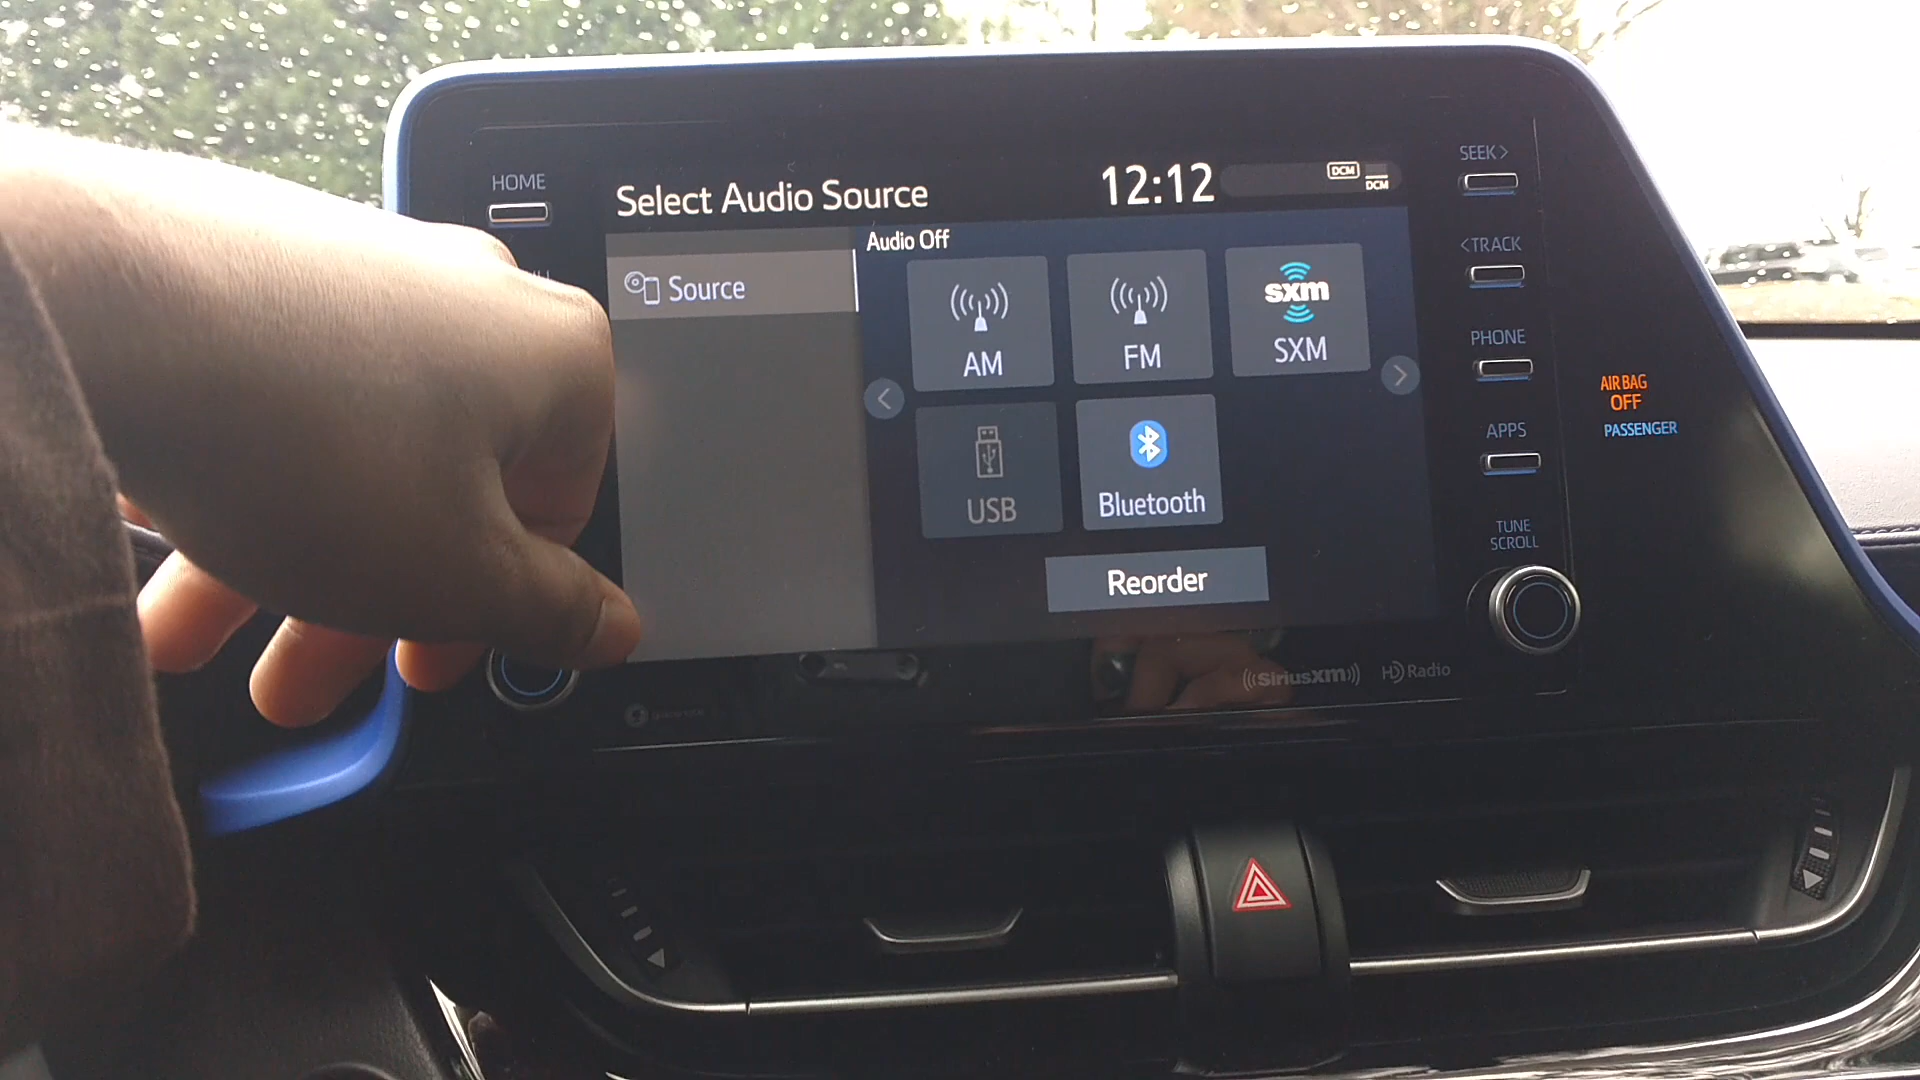 HOME
Select Audio Source
12:12
DCM
DCM
Source
Audio Off
AM
FM
sxm
SXM
USB
Bluetooth
Reorder
SEEK>
<TRACK
PHONE
APPS
TUNE
SCROLL
AIR BAG
OFF
PASSENGER
((SiriusXM))
HD Radio